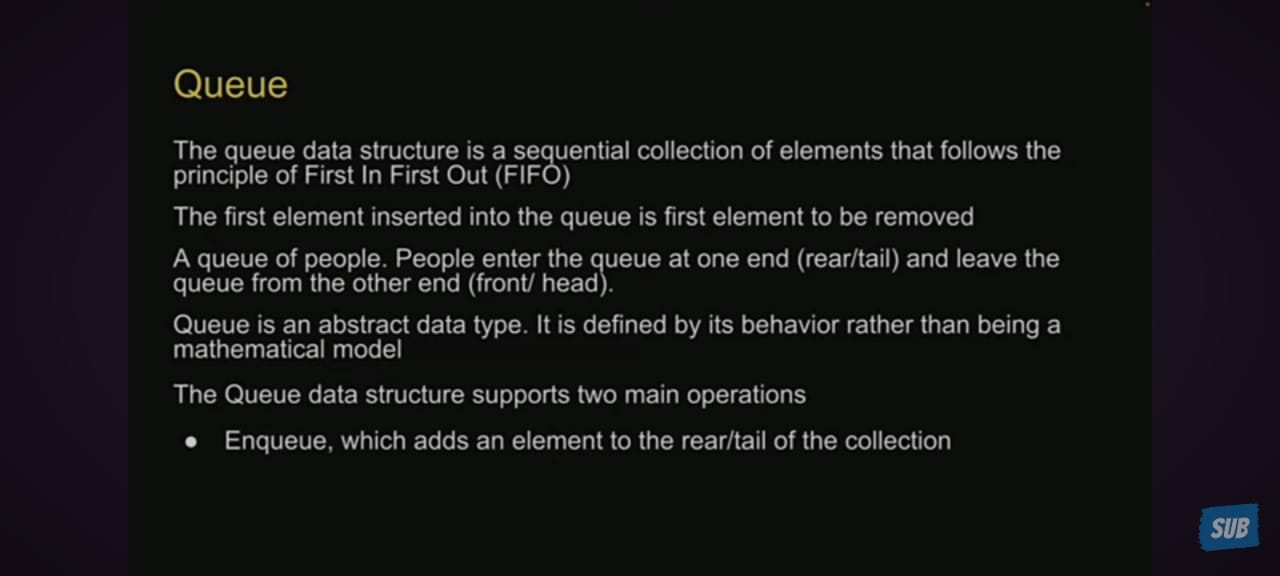 Queue
The queue data structure is a sequential collection of elements that follows the
principle of First In First Out (FIFO)
The first element inserted into the queue is first element to be removed
A queue of people. People enter the queue at one end (rear/tail) and leave the
queue from the other end (front/ head).
Queue is an abstract data type. It is defined by its behavior rather than being a
mathematical model
The Queue data structure supports two main operations
● Enqueue, which adds an element to the rear/tail of the collection
SUB